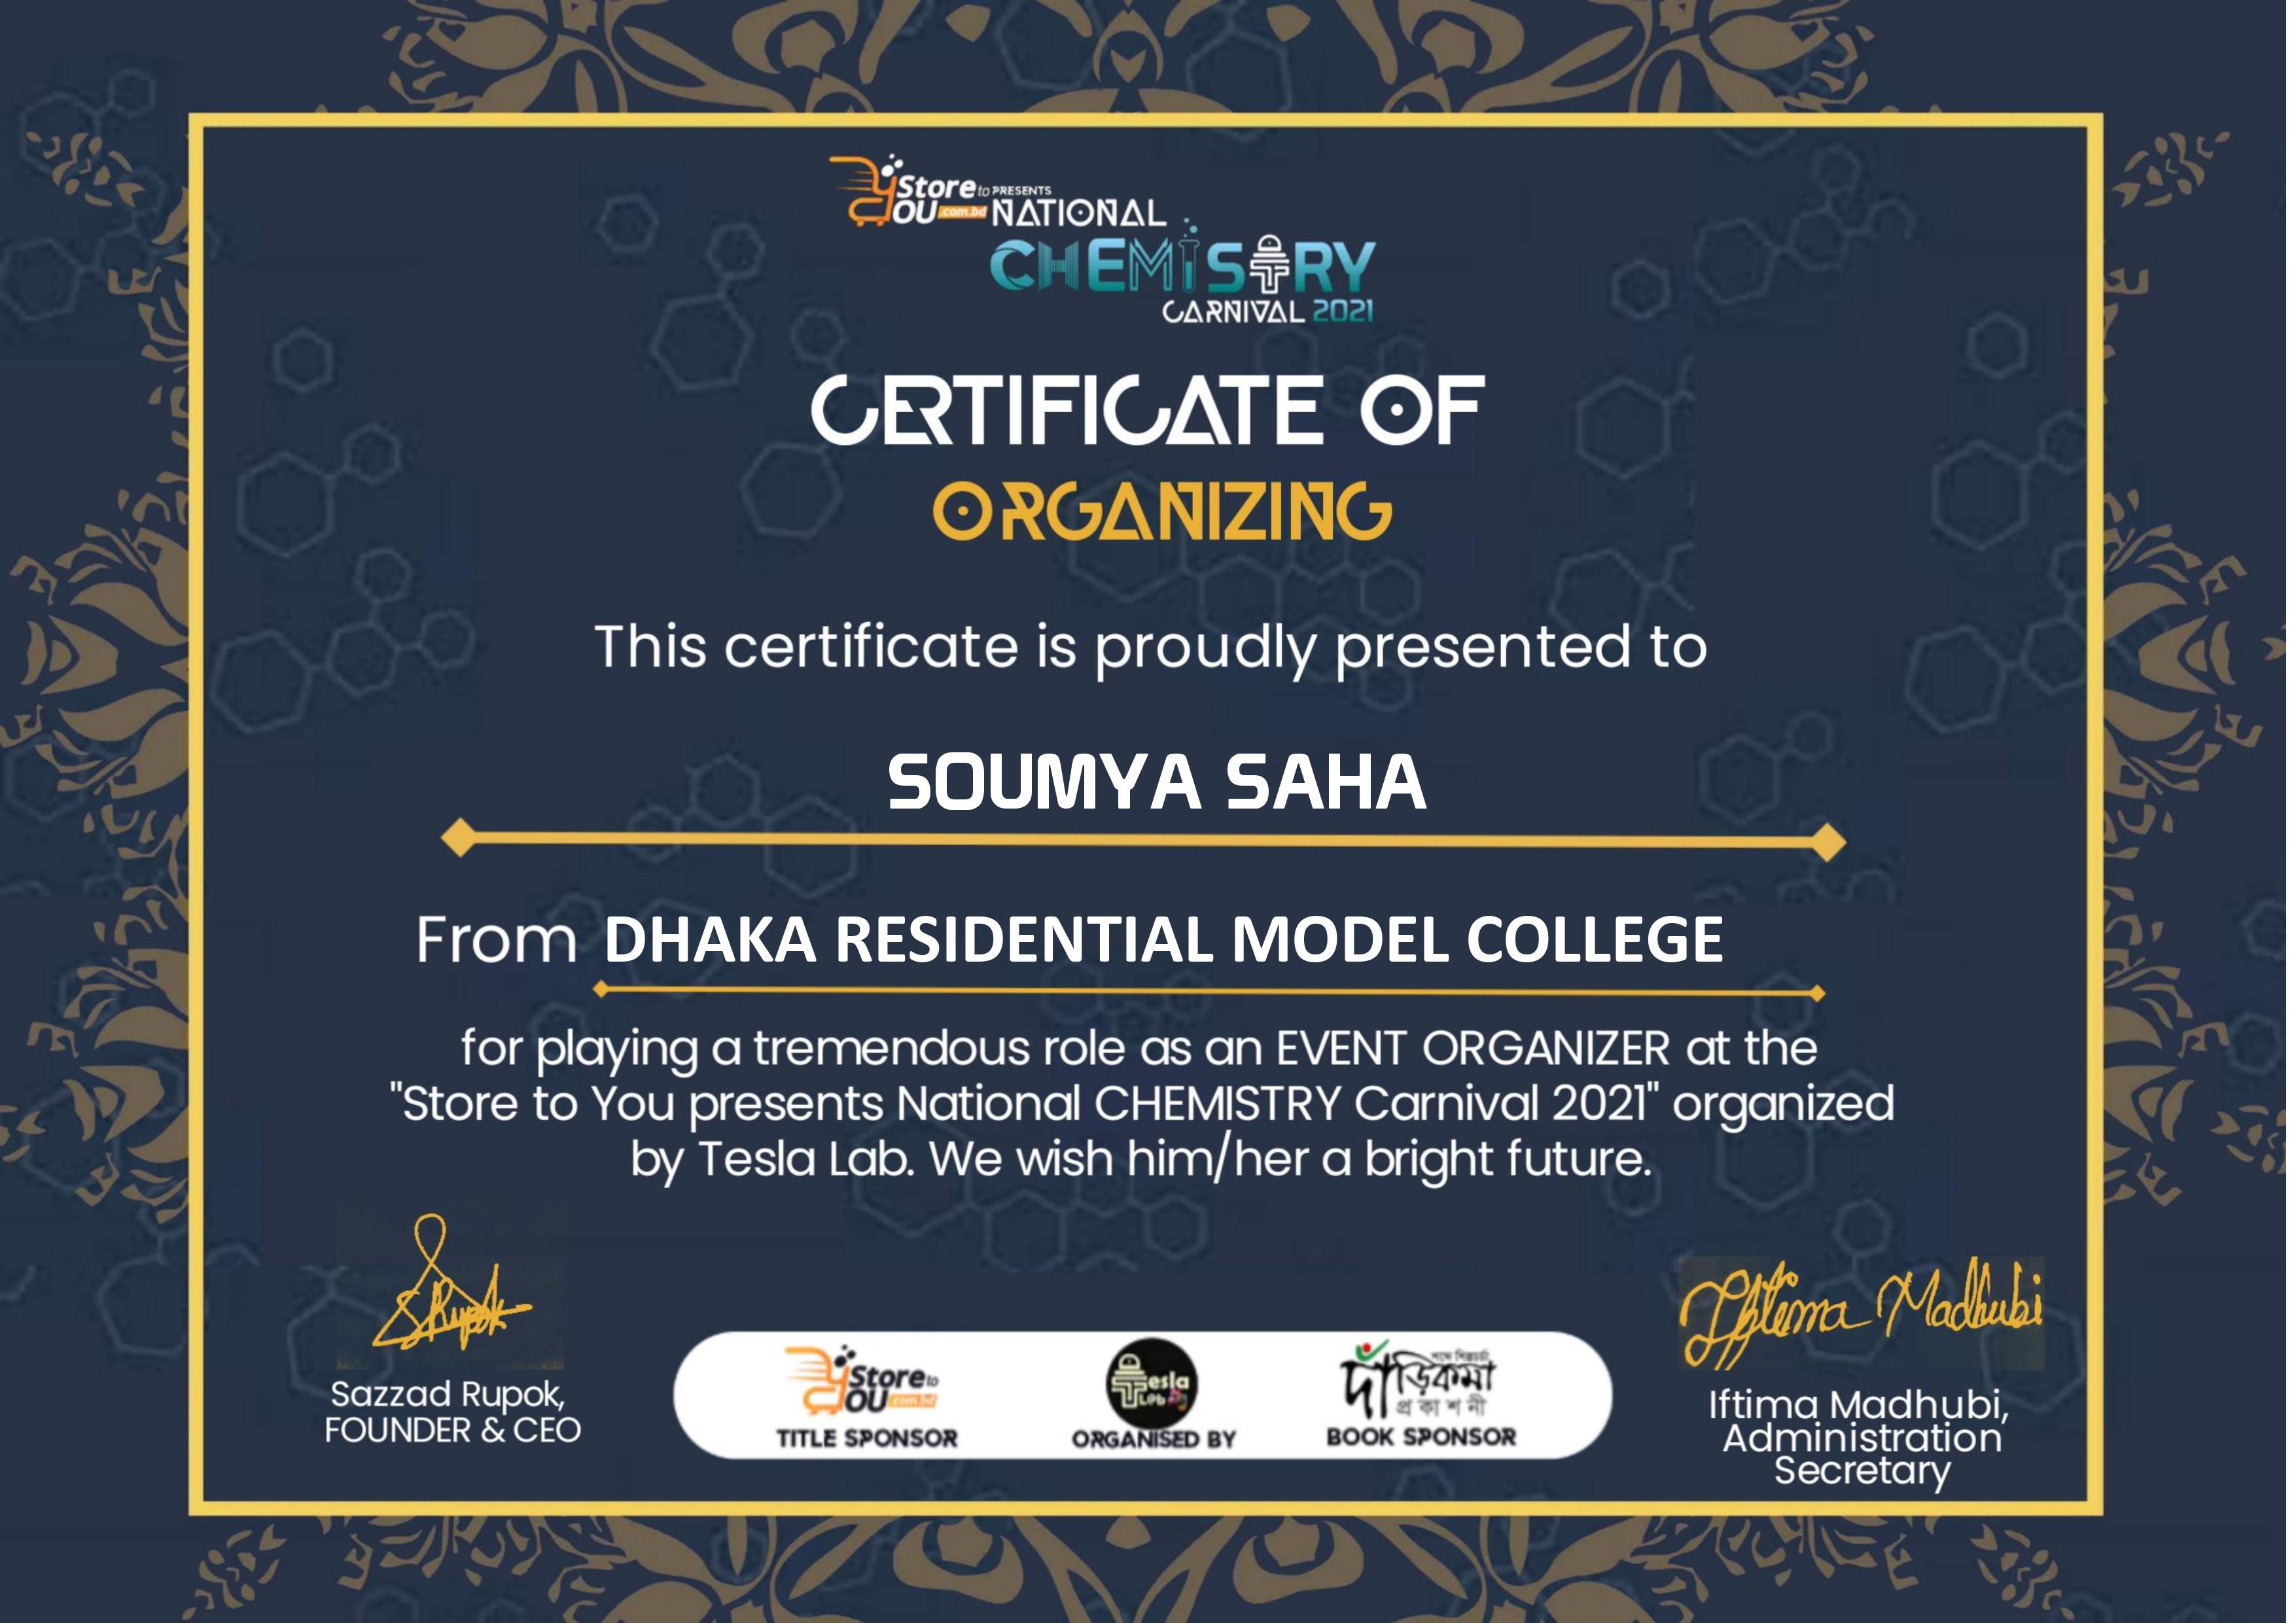 Store to PRESENTS
YOU .com.bd NATIONAL
CHEMISTRY
CARNIVAL 2021
CERTIFICATE OF
ORGANIZING
This certificate is proudly presented to
SOUMYA SAHA
From DHAKA RESIDENTIAL MODEL COLLEGE
for playing a tremendous role as an EVENT ORGANIZER at the
"Store to You presents National CHEMISTRY Carnival 2021" organized
by Tesla Lab. We wish him/her a bright future.
S Rupok
Iftima Madhubi
Sazzad Rupok,
FOUNDER & CEO
Store to
YOU .com.bd
TITLE SPONSOR
Tesla
Lab
ORGANISED BY
দাঁড়িকমা
প্রকাশনী
BOOK SPONSOR
Iftima Madhubi,
Administration
Secretary